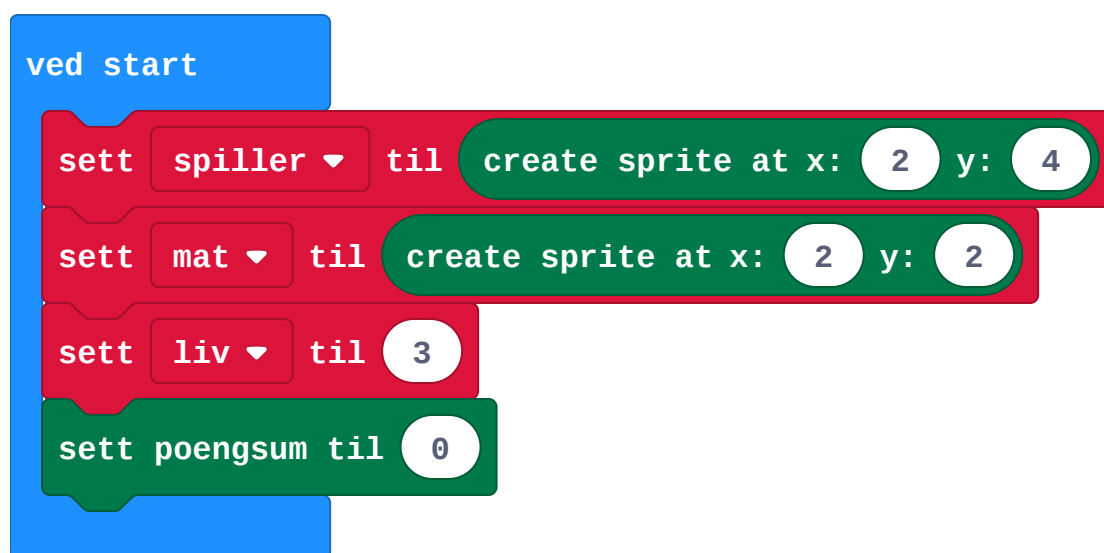 ved start
sett spiller til create sprite at x: 2 y: 4
sett mat til create sprite at x: 2 y: 2
sett liv til 3
sett poengsum til 0